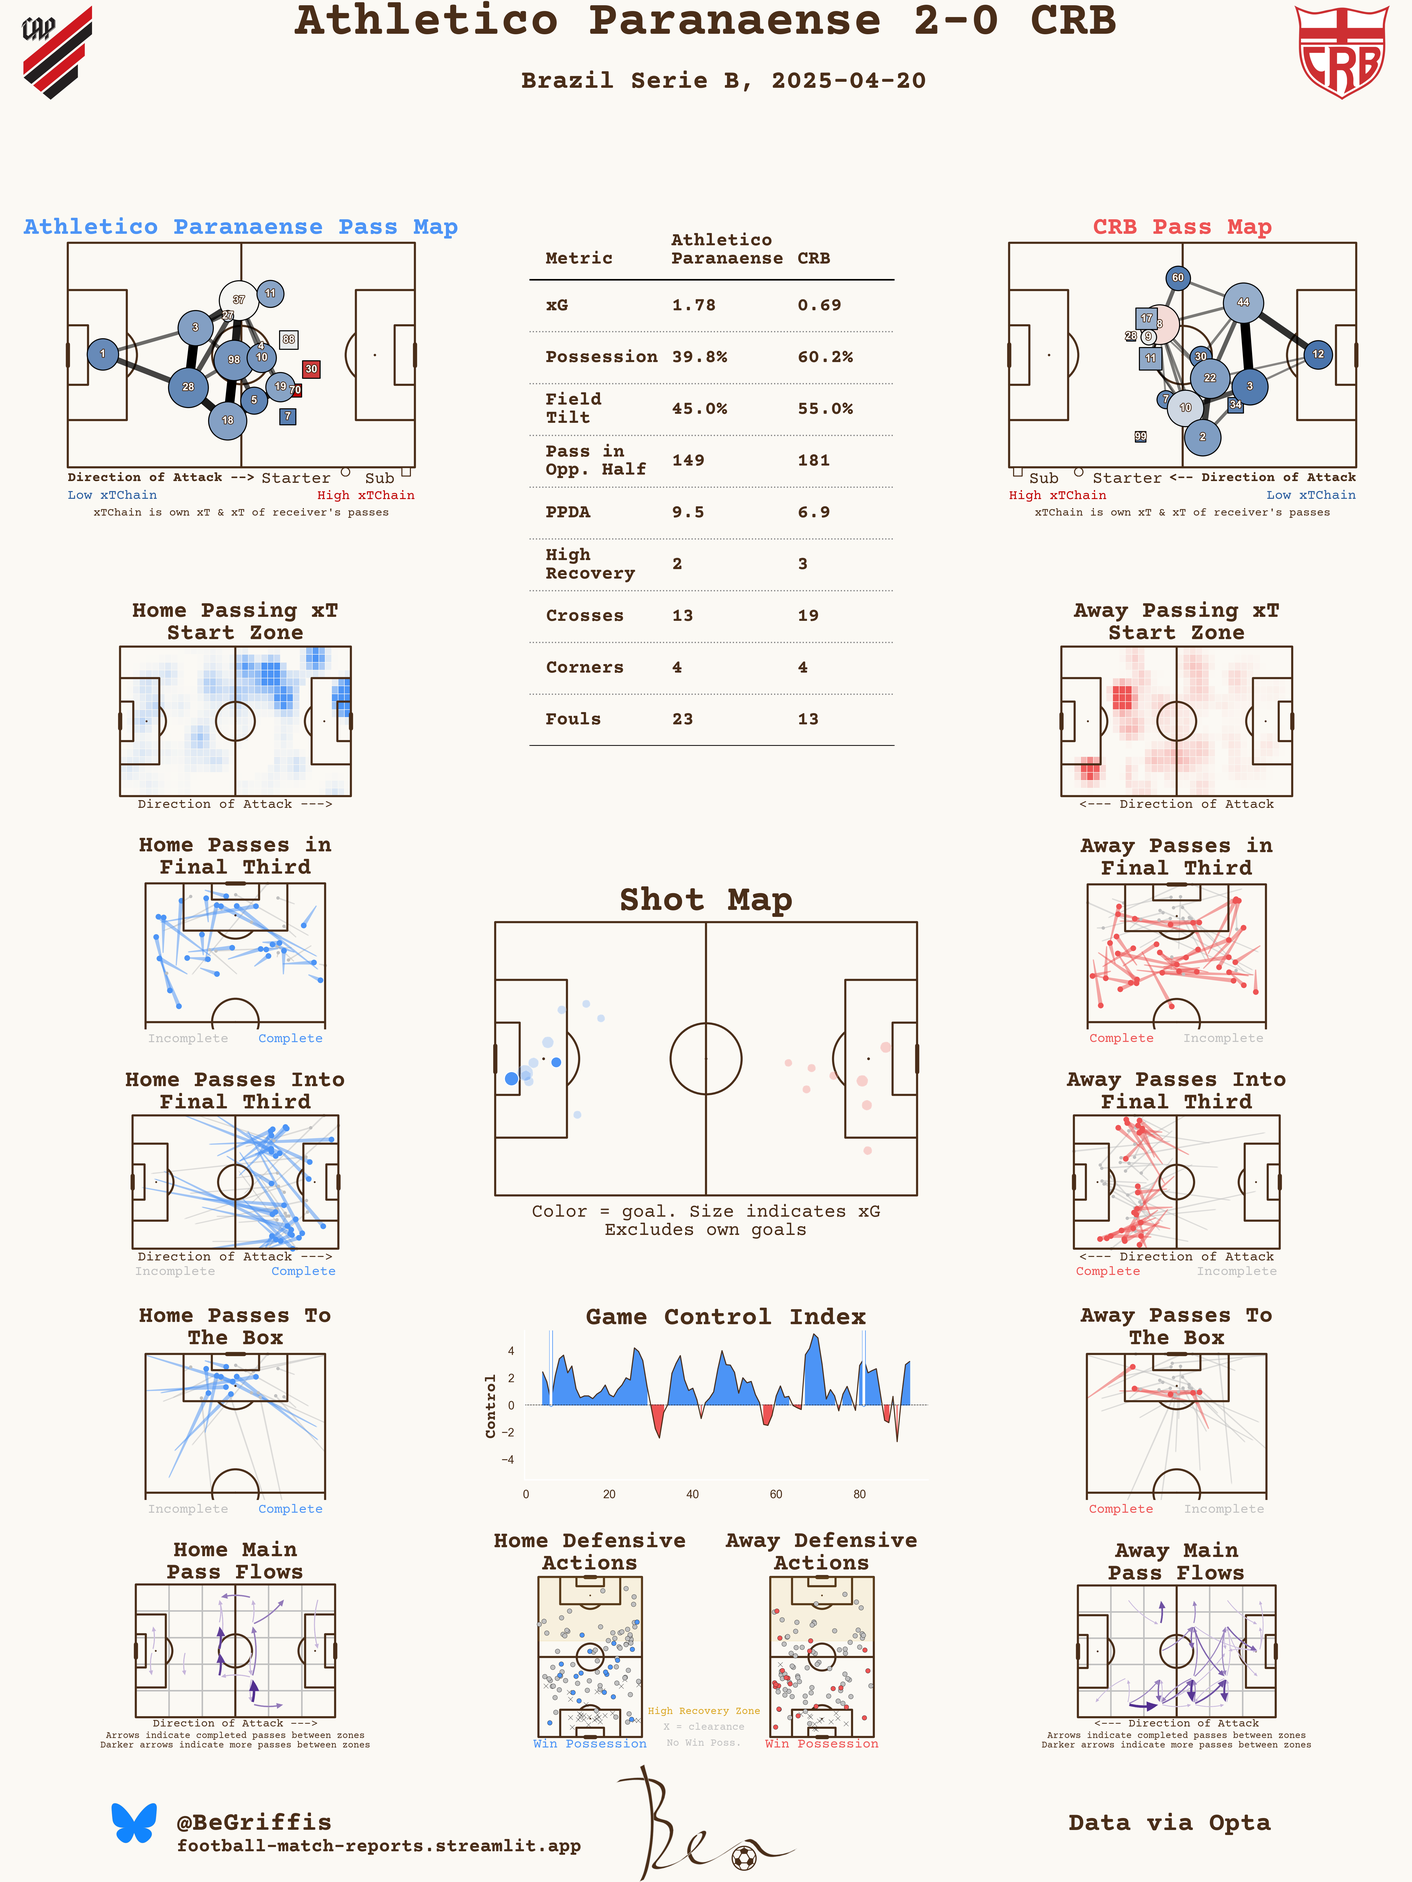 Athletico Paranaense 2-0 CRB
Brazil Serie B, 2025-04-20
CAP
CRB
Athletico Paranaense Pass Map
1
3
28
18
37
27
11
98
4
10
88
30
19
70
5
7
Direction of Attack --> Starter Sub
Low xTChain High xTChain
xTChain is own xT & xT of receiver's passes
Metric Athletico Paranaense CRB
xG 1.78 0.69
Possession 39.8% 60.2%
Field Tilt 45.0% 55.0%
Pass in Opp. Half 149 181
PPDA 9.5 6.9
High Recovery 2 3
Crosses 13 19
Corners 4 4
Fouls 23 13
CRB Pass Map
60
44
17
8
28
9
11
30
12
22
3
7
10
34
2
99
Sub Starter <-- Direction of Attack
High xTChain Low xTChain
xTChain is own xT & xT of receiver's passes
Home Passing xT
Start Zone
Direction of Attack --->
Home Passes in
Final Third
Incomplete Complete
Home Passes Into
Final Third
Direction of Attack --->
Incomplete Complete
Home Passes To
The Box
Incomplete Complete
Home Main
Pass Flows
Direction of Attack --->
Arrows indicate completed passes between zones
Darker arrows indicate more passes between zones
Shot Map
Color = goal. Size indicates xG
Excludes own goals
Game Control Index
Control
4
2
0
−2
−4
0 20 40 60 80
Home Defensive
Actions
Win Possession
High Recovery Zone
X = clearance
No Win Poss.
Away Defensive
Actions
Win Possession
Away Passing xT
Start Zone
<--- Direction of Attack
Away Passes in
Final Third
Complete Incomplete
Away Passes Into
Final Third
<--- Direction of Attack
Complete Incomplete
Away Passes To
The Box
Complete Incomplete
Away Main
Pass Flows
<--- Direction of Attack
Arrows indicate completed passes between zones
Darker arrows indicate more passes between zones
@BeGriffis
football-match-reports.streamlit.app
Ben
Data via Opta